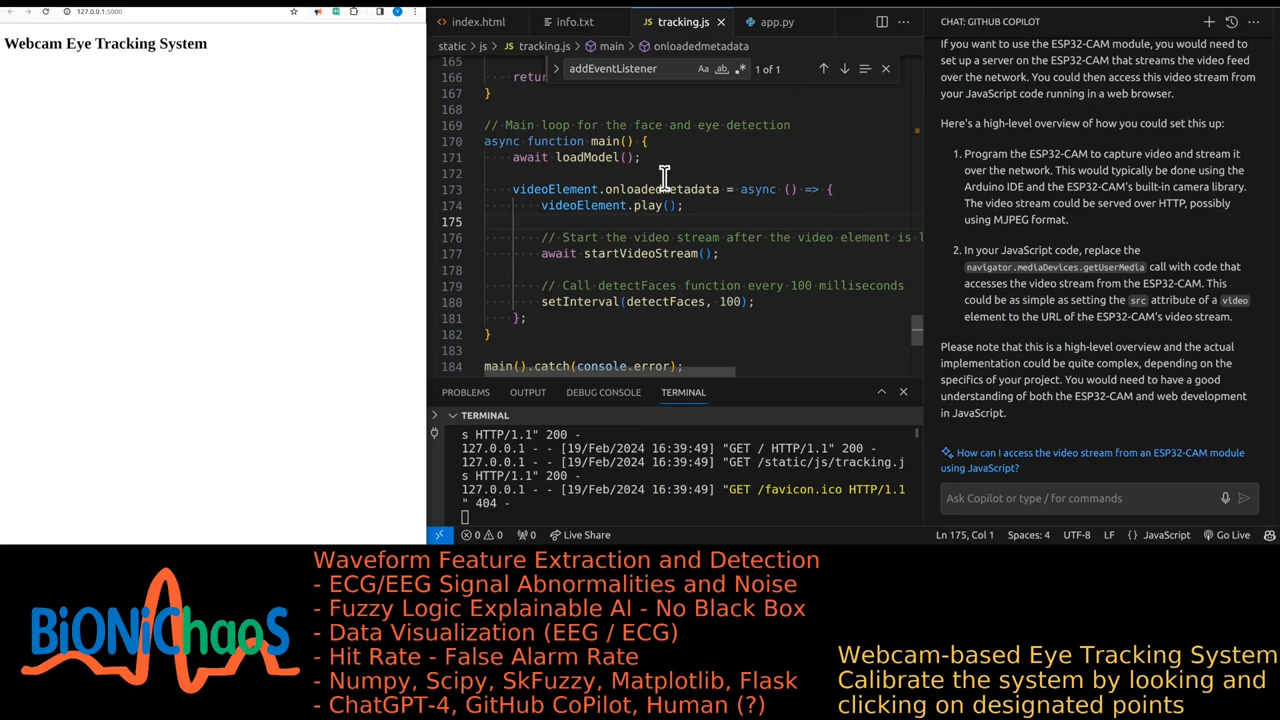 127.0.0.1:5000
Webcam Eye Tracking System
index.html
info.txt
tracking.js
app.py
static > js > tracking.js > main > onloadedmetadata
addEventListener
Aa
ab
1 of 1
165
166 retur
167 }
168
169 // Main loop for the face and eye detection
170 async function main() {
171 await loadModel();
172
173 videoElement.onloadedmetadata = async () => {
174 videoElement.play();
175
176 // Start the video stream after the video element is l
177 await startVideoStream();
178
179 // Call detectFaces function every 100 milliseconds
180 setInterval(detectFaces, 100);
181 };
182 }
183
184 main().catch(console.error);
PROBLEMS
OUTPUT
DEBUG CONSOLE
TERMINAL
TERMINAL
s HTTP/1.1" 200 -
127.0.0.1 - - [19/Feb/2024 16:39:49] "GET / HTTP/1.1" 200 -
127.0.0.1 - - [19/Feb/2024 16:39:49] "GET /static/js/tracking.j
s HTTP/1.1" 200 -
127.0.0.1 - - [19/Feb/2024 16:39:49] "GET /favicon.ico HTTP/1.1
" 404 -
0 0
0
Live Share
Ln 175, Col 1
Spaces: 4
UTF-8
LF
{} JavaScript
Go Live
CHAT: GITHUB COPILOT
If you want to use the ESP32-CAM module, you would need to
set up a server on the ESP32-CAM that streams the video feed
over the network. You could then access this video stream from
your JavaScript code running in a web browser.
Here's a high-level overview of how you could set this up:
1. Program the ESP32-CAM to capture video and stream it
over the network. This would typically be done using the
Arduino IDE and the ESP32-CAM's built-in camera library.
The video stream could be served over HTTP, possibly
using MJPEG format.
2. In your JavaScript code, replace the
navigator.mediaDevices.getUserMedia call with code that
accesses the video stream from the ESP32-CAM. This
could be as simple as setting the src attribute of a video
element to the URL of the ESP32-CAM's video stream.
Please note that this is a high-level overview and the actual
implementation could be quite complex, depending on the
specifics of your project. You would need to have a good
understanding of both the ESP32-CAM and web development
in JavaScript.
How can I access the video stream from an ESP32-CAM module
using JavaScript?
Ask Copilot or type / for commands
BiONiChaoS
Waveform Feature Extraction and Detection
- ECG/EEG Signal Abnormalities and Noise
- Fuzzy Logic Explainable AI - No Black Box
- Data Visualization (EEG / ECG)
- Hit Rate - False Alarm Rate
- Numpy, Scipy, SkFuzzy, Matplotlib, Flask
- ChatGPT-4, GitHub CoPilot, Human (?)
Webcam-based Eye Tracking System
Calibrate the system by looking and
clicking on designated points